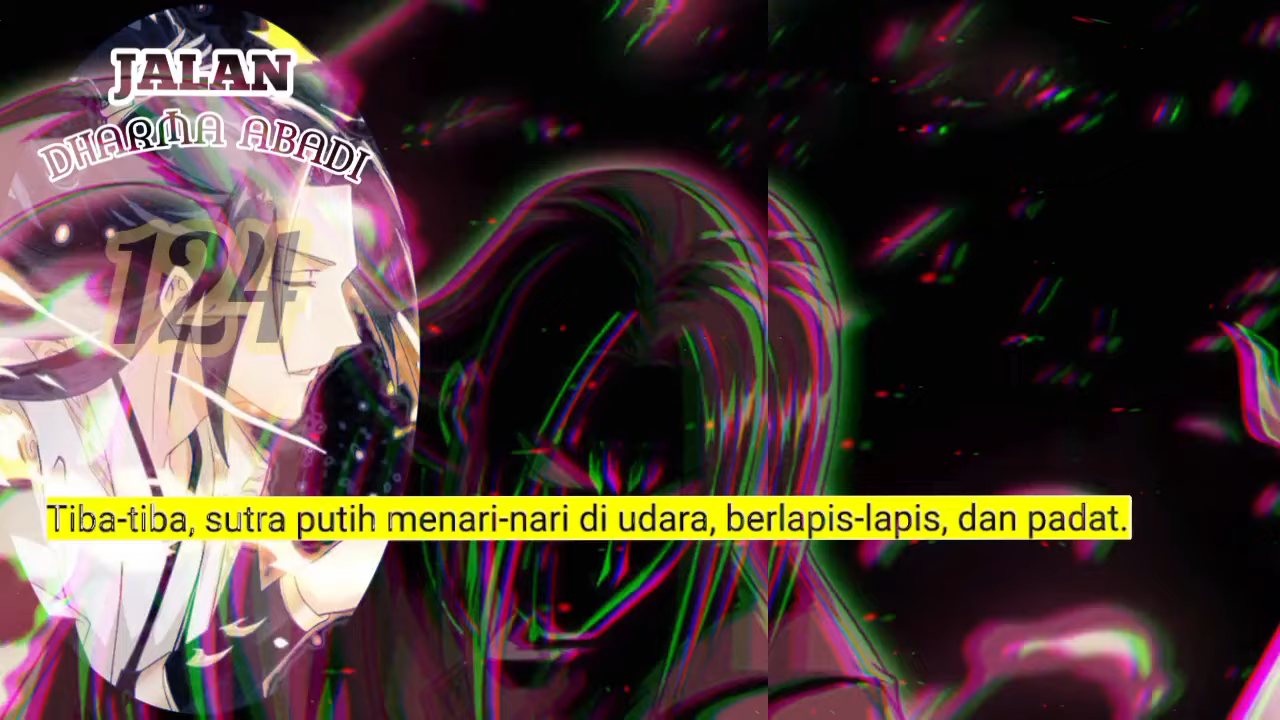 JALAN
DHARMA ABADI
124
Tiba-tiba, sutra putih menari-nari di udara, berlapis-lapis, dan padat.